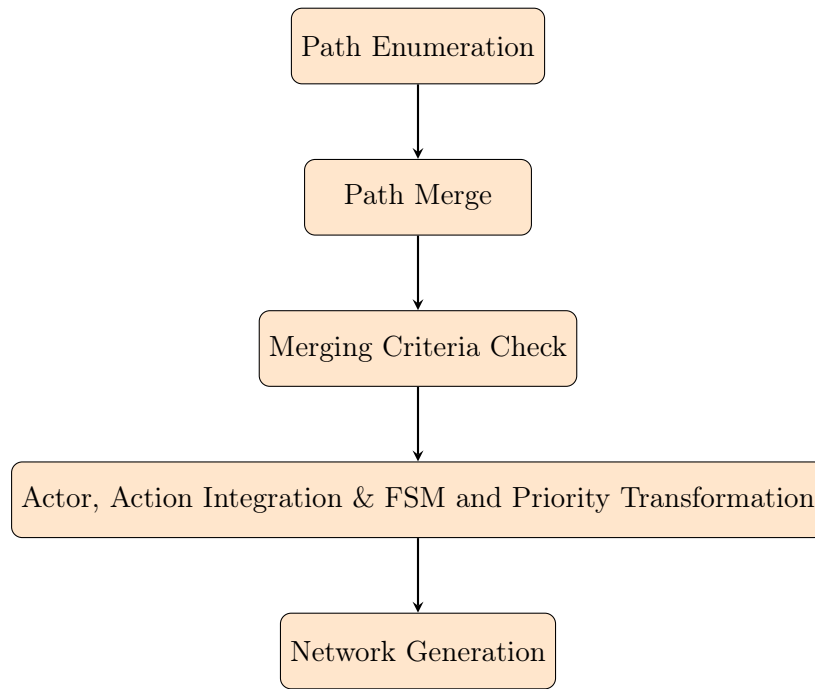 Path Enumeration
Path Merge
Merging Criteria Check
Actor, Action Integration & FSM and Priority Transformation
Network Generation